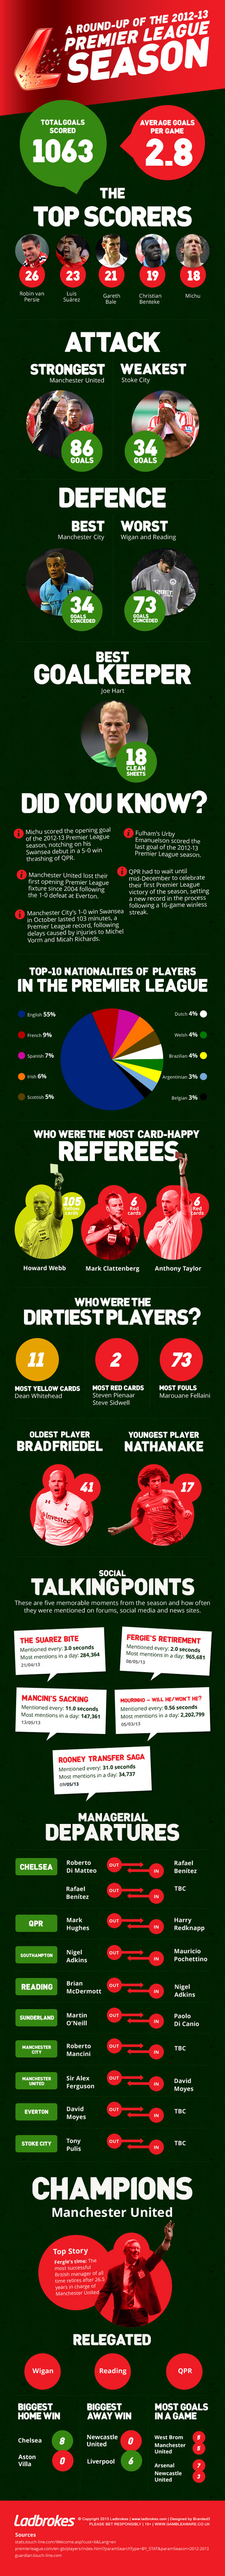 A ROUND-UP OF THE 2012-13
PREMIER LEAGUE
SEASON
TOTAL GOALS
SCORED
1063
AVERAGE GOALS
PER GAME
2.8
THE
TOP SCORERS
26
23
21
19
18
Robin van
Persie
Luis
Suárez
Gareth
Bale
Christian
Benteke
Michu
ATTACK
STRONGEST
Manchester United
WEAKEST
Stoke City
86
GOALS
34
GOALS
DEFENCE
BEST
Manchester City
WORST
Wigan and Reading
34
GOALS
CONCEDED
73
GOALS
CONCEDED
BEST
GOALKEEPER
Joe Hart
18
CLEAN
SHEETS
DID YOU KNOW?
Michu scored the opening goal
of the 2012-13 Premier League
season, notching on his
Swansea debut in a 5-0 win
thrashing of QPR.
Manchester United lost their
first opening Premier League
fixture since 2004 following
the 1-0 defeat at Everton.
Manchester City's 1-0 win Swansea
in October lasted 103 minutes, a
Premier League record, following
delays caused by injuries to Michel
Vorm and Micah Richards.
Fulham's Urby
Emanuelson scored the
last goal of the 2012-13
Premier League season.
QPR had to wait until
mid-December to celebrate
their first Premier League
victory of the season, setting
a new record in the process
following a 16-game winless
streak.
TOP-10 NATIONALITES OF PLAYERS
IN THE PREMIER LEAGUE
English 55%
French 9%
Spanish 7%
Irish 6%
Scottish 5%
Dutch 4%
Welsh 4%
Brazilian 4%
Argentinian 3%
Belgian 3%
WHO WERE THE MOST CARD-HAPPY
REFEREES
105
Yellow
cards
6
Red
cards
6
Red
cards
Howard Webb
Mark Clattenberg
Anthony Taylor
WHO WERE THE
DIRTIEST PLAYERS?
11
2
73
MOST YELLOW CARDS
Dean Whitehead
MOST RED CARDS
Steven Pienaar
Steve Sidwell
MOST FOULS
Marouane Fellaini
OLDEST PLAYER
BRAD FRIEDEL
YOUNGEST PLAYER
NATHAN AKE
41
17
Investec
SOCIAL
TALKING POINTS
These are five memorable moments from the season and how often
they were mentioned on forums, social media and news sites.
THE SUAREZ BITE
Mentioned every: 3.0 seconds
Most mentions in a day: 284,364
21/04/13
FERGIE'S RETIREMENT
Mentioned every: 2.0 seconds
Most mentions in a day: 965,681
08/05/13
MANCINI'S SACKING
Mentioned every: 11.0 seconds
Most mentions in a day: 147,361
13/05/13
MOURINHO – WILL HE/WON'T HE?
Mentioned every: 0.56 seconds
Most mentions in a day: 2,202,799
05/03/13
ROONEY TRANSFER SAGA
Mentioned every: 31.0 seconds
Most mentions in a day: 34,737
09/05/13
MANAGERIAL
DEPARTURES
CHELSEA
Roberto
Di Matteo
OUT
IN
Rafael
Benítez
Rafael
Benítez
OUT
IN
TBC
QPR
Mark
Hughes
OUT
IN
Harry
Redknapp
SOUTHAMPTON
Nigel
Adkins
OUT
IN
Mauricio
Pochettino
READING
Brian
McDermott
OUT
IN
Nigel
Adkins
SUNDERLAND
Martin
O'Neill
OUT
IN
Paolo
Di Canio
MANCHESTER
CITY
Roberto
Mancini
OUT
IN
TBC
MANCHESTER
UNITED
Sir Alex
Ferguson
OUT
IN
David
Moyes
EVERTON
David
Moyes
OUT
IN
TBC
STOKE CITY
Tony
Pulis
OUT
IN
TBC
CHAMPIONS
Manchester United
Top Story
Fergie's time: The
most successful
British manager of all
time retires after 26.5
years in charge of
Manchester United
RELEGATED
Wigan
Reading
QPR
BIGGEST
HOME WIN
Chelsea 8
Aston
Villa 0
BIGGEST
AWAY WIN
Newcastle
United 0
Liverpool 6
MOST GOALS
IN A GAME
West Brom 5
Manchester
United 5
Arsenal 7
Newcastle
United 3
Ladbrokes
© Copyright 2013 Ladbrokes | www.ladbrokes.com | Designed by Branded3
PLEASE BET RESPONSIBLY | 18+ | WWW.GAMBLEAWARE.CO.UK
Sources
guardian.touch-line.com